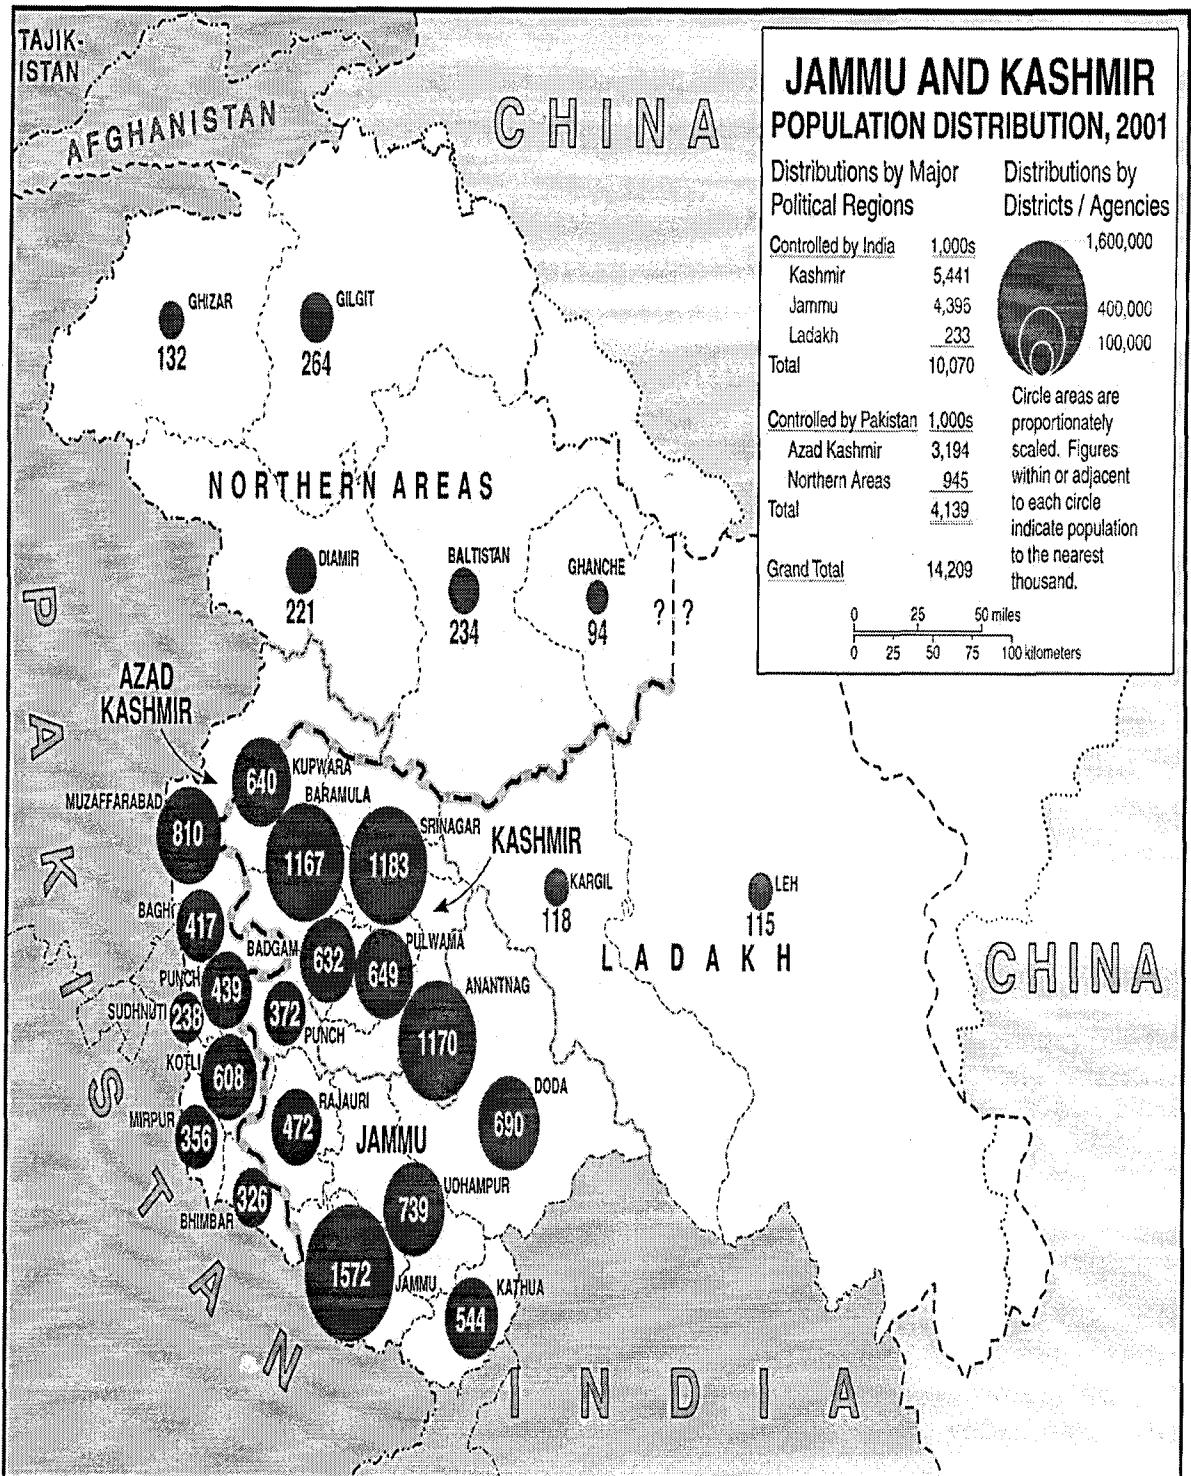 TAJIK-
ISTAN
AFGHANISTAN
CHINA
JAMMU AND KASHMIR
POPULATION DISTRIBUTION, 2001
Distributions by Major
Political Regions
Controlled by India 1,000s
Kashmir 5,441
Jammu 4,395
Ladakh 233
Total 10,070
Controlled by Pakistan 1,000s
Azad Kashmir 3,194
Northern Areas 945
Total 4,139
Grand Total 14,209
Distributions by
Districts / Agencies
1,600,000
400,000
100,000
Circle areas are
proportionately
scaled. Figures
within or adjacent
to each circle
indicate population
to the nearest
thousand.
0 25 50 miles
0 25 50 75 100 kilometers
GHIZAR
132
GILGIT
264
NORTHERN AREAS
DIAMIR
221
BALTISTAN
234
GHANCHE
94
? ?
PAKISTAN
AZAD
KASHMIR
KUPWARA
640
MUZAFFARABAD
810
BARAMULA
1167
SRINAGAR
1183
KASHMIR
KARGIL
118
LEH
115
LADAKH
CHINA
BAGH
417
BADGAM
632
PULWAMA
649
PUNCH
439
SUDHNUTI
238
372
PUNCH
ANANTNAG
1170
KOTLI
608
DODA
690
RAJAURI
472
JAMMU
MIRPUR
356
UDHAMPUR
739
BHIMBAR
326
1572
JAMMU
KATHUA
544
INDIA